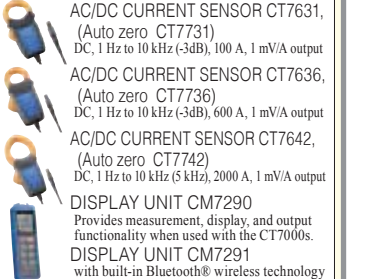 AC/DC CURRENT SENSOR CT7631,
(Auto zero CT7731)
DC, 1 Hz to 10 kHz (-3dB), 100 A, 1 mV/A output
AC/DC CURRENT SENSOR CT7636,
(Auto zero CT7736)
DC, 1 Hz to 10 kHz (-3dB), 600 A, 1 mV/A output
AC/DC CURRENT SENSOR CT7642,
(Auto zero CT7742)
DC, 1 Hz to 10 kHz (5 kHz), 2000 A, 1 mV/A output
DISPLAY UNIT CM7290
Provides measurement, display, and output
functionality when used with the CT7000s.
DISPLAY UNIT CM7291
with built-in Bluetooth® wireless technology